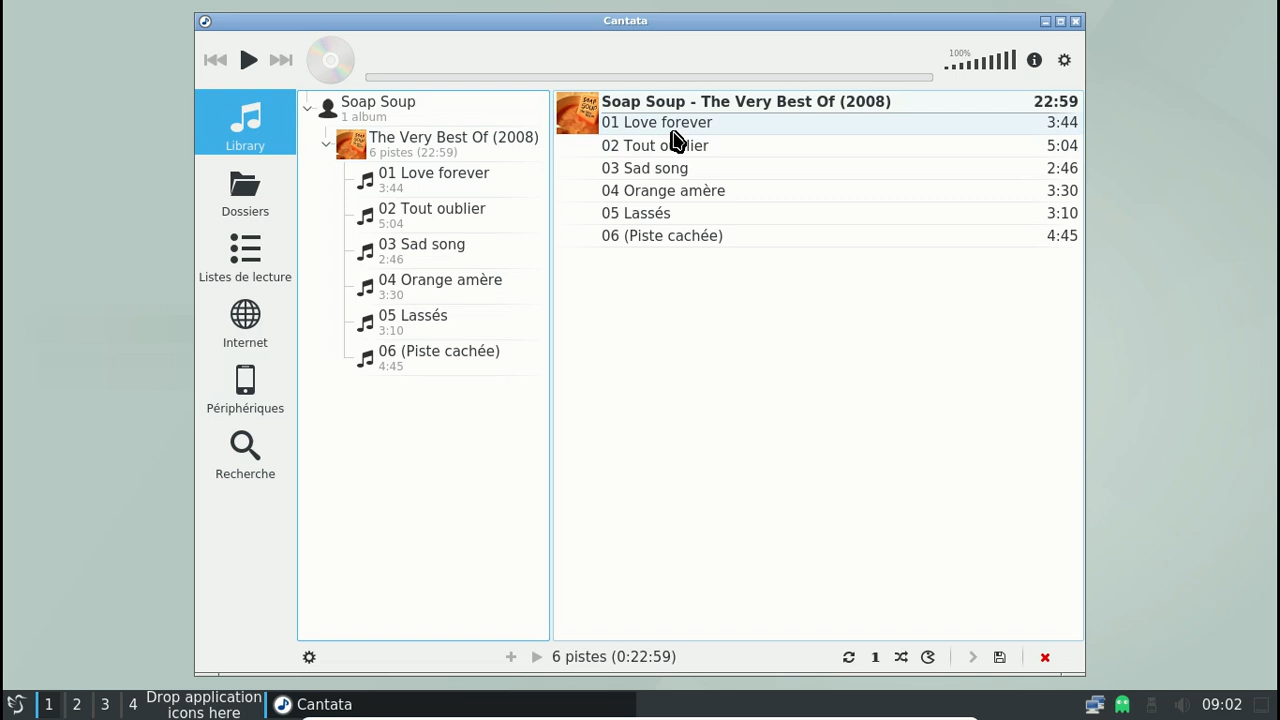 Cantata
100%
Library
Dossiers
Listes de lecture
Internet
Périphériques
Recherche
Soap Soup
1 album
The Very Best Of (2008)
6 pistes (22:59)
01 Love forever
3:44
02 Tout oublier
5:04
03 Sad song
2:46
04 Orange amère
3:30
05 Lassés
3:10
06 (Piste cachée)
4:45
SOAP SOUP
Soap Soup - The Very Best Of (2008) 22:59
01 Love forever 3:44
02 Tout oublier 5:04
03 Sad song 2:46
04 Orange amère 3:30
05 Lassés 3:10
06 (Piste cachée) 4:45
6 pistes (0:22:59)
1
1 2 3 4 Drop application icons here Cantata 09:02